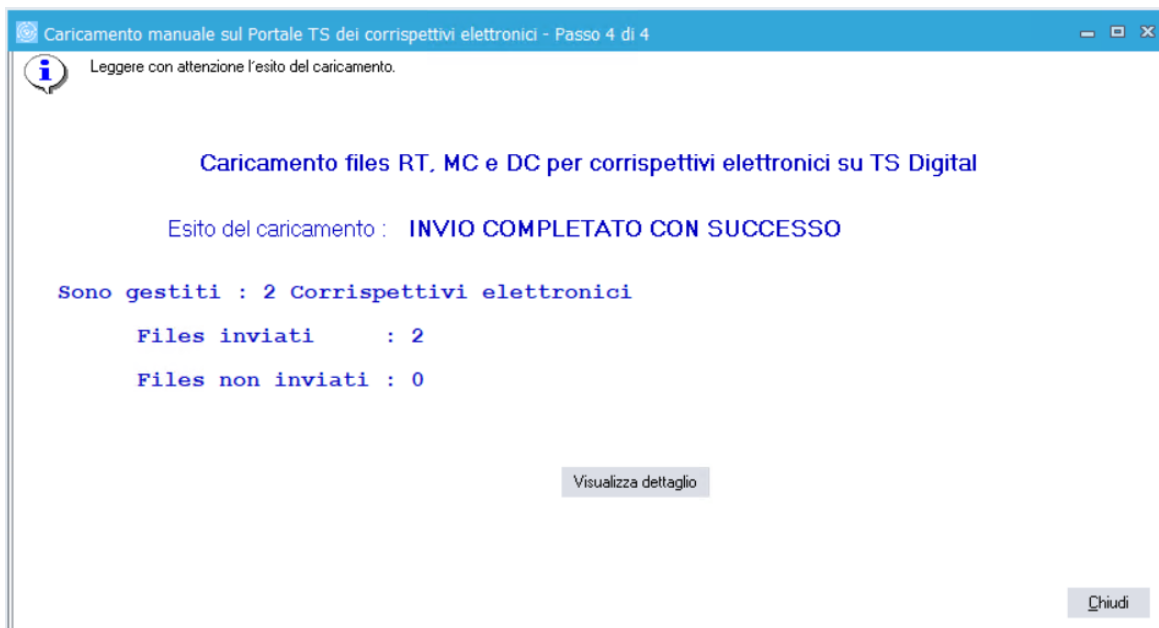 Caricamento manuale sul Portale TS dei corrispettivi elettronici - Passo 4 di 4
Leggere con attenzione l'esito del caricamento.
Caricamento files RT, MC e DC per corrispettivi elettronici su TS Digital
Esito del caricamento : INVIO COMPLETATO CON SUCCESSO
Sono gestiti : 2 Corrispettivi elettronici
Files inviati : 2
Files non inviati : 0
Visualizza dettaglio
Chiudi